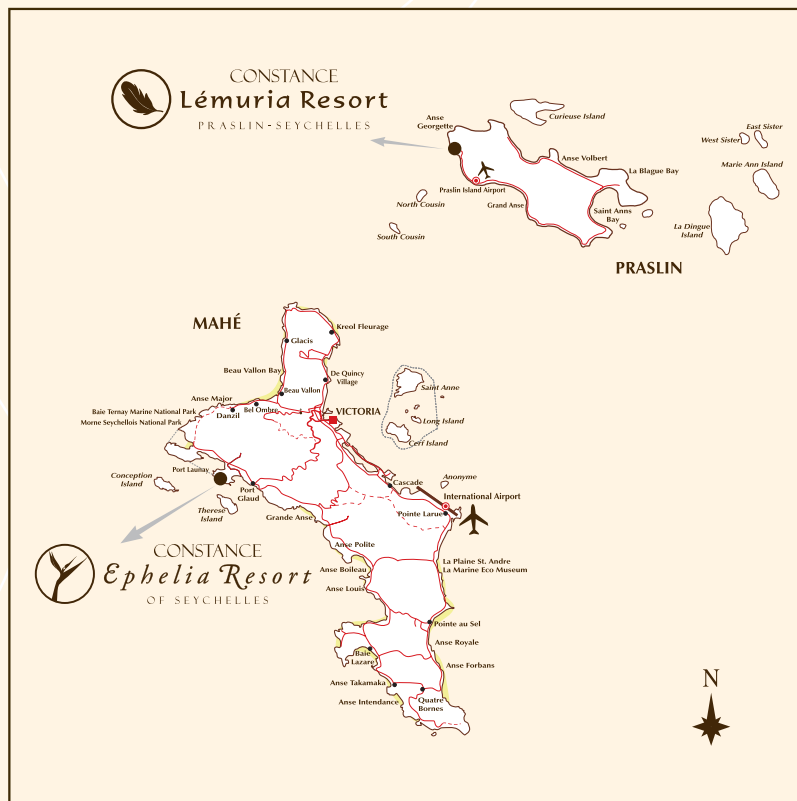 CONSTANCE
Lémuria Resort
PRASLIN-SEYCHELLES
Anse
Georgette
Curieuse Island
East Sister
West Sister
Anse Volbert
Marie Ann Island
La Blague Bay
Praslin Island Airport
North Cousin
Grand Anse
Saint Anns
Bay
South Cousin
La Dingue
Island
PRASLIN
MAHÉ
Kreol Fleurage
Glacis
Beau Vallon Bay
De Quincy
Village
Beau Vallon
Saint Anne
Anse Major
Baie Ternay Marine National Park
Danzil
Bel Ombre
VICTORIA
Morne Seychellois National Park
Long Island
Cerf Island
Port Launay
Conception
Island
Port
Glaud
Cascade
Anonyme
International Airport
Therese
Island
Grande Anse
Pointe Larue
Anse Polite
CONSTANCE
Ephelia Resort
OF SEYCHELLES
La Plaine St. Andre
La Marine Eco Museum
Anse Boileau
Anse Louis
Pointe au Sel
Anse Royale
Baie
Lazare
Anse Forbans
Anse Takamaka
Anse Intendance
Quatre
Bornes
N